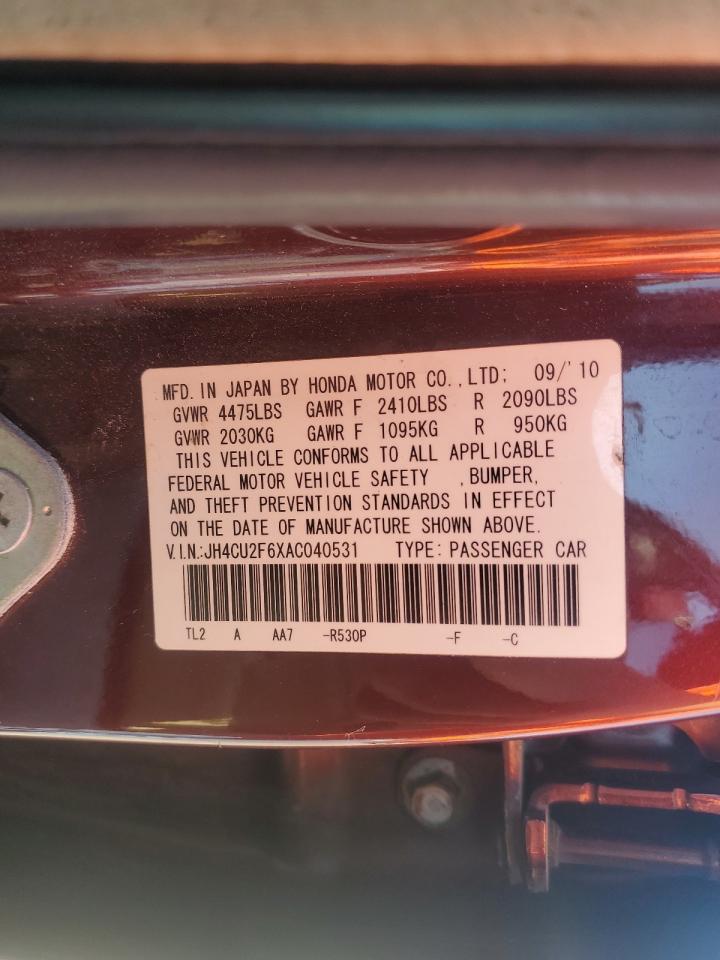 MFD. IN JAPAN BY HONDA MOTOR CO.,LTD; 09/'10
GVWR 4475LBS GAWR F 2410LBS R 2090LBS
GVWR 2030KG GAWR F 1095KG R 950KG
THIS VEHICLE CONFORMS TO ALL APPLICABLE
FEDERAL MOTOR VEHICLE SAFETY ,BUMPER,
AND THEFT PREVENTION STANDARDS IN EFFECT
ON THE DATE OF MANUFACTURE SHOWN ABOVE.
V.I.N.:JH4CU2F6XAC040531 TYPE: PASSENGER CAR
TL2 A AA7 -R530P -F -C